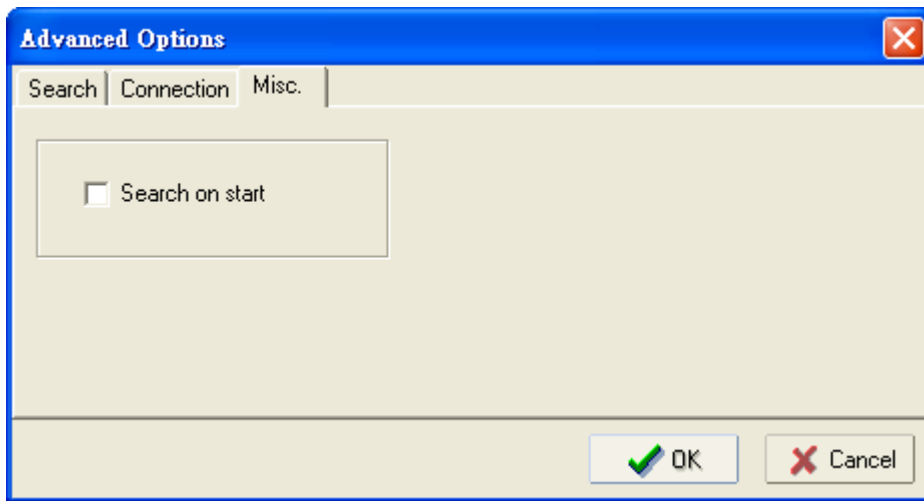 Advanced Options
Search Connection Misc.
Search on start
OK Cancel